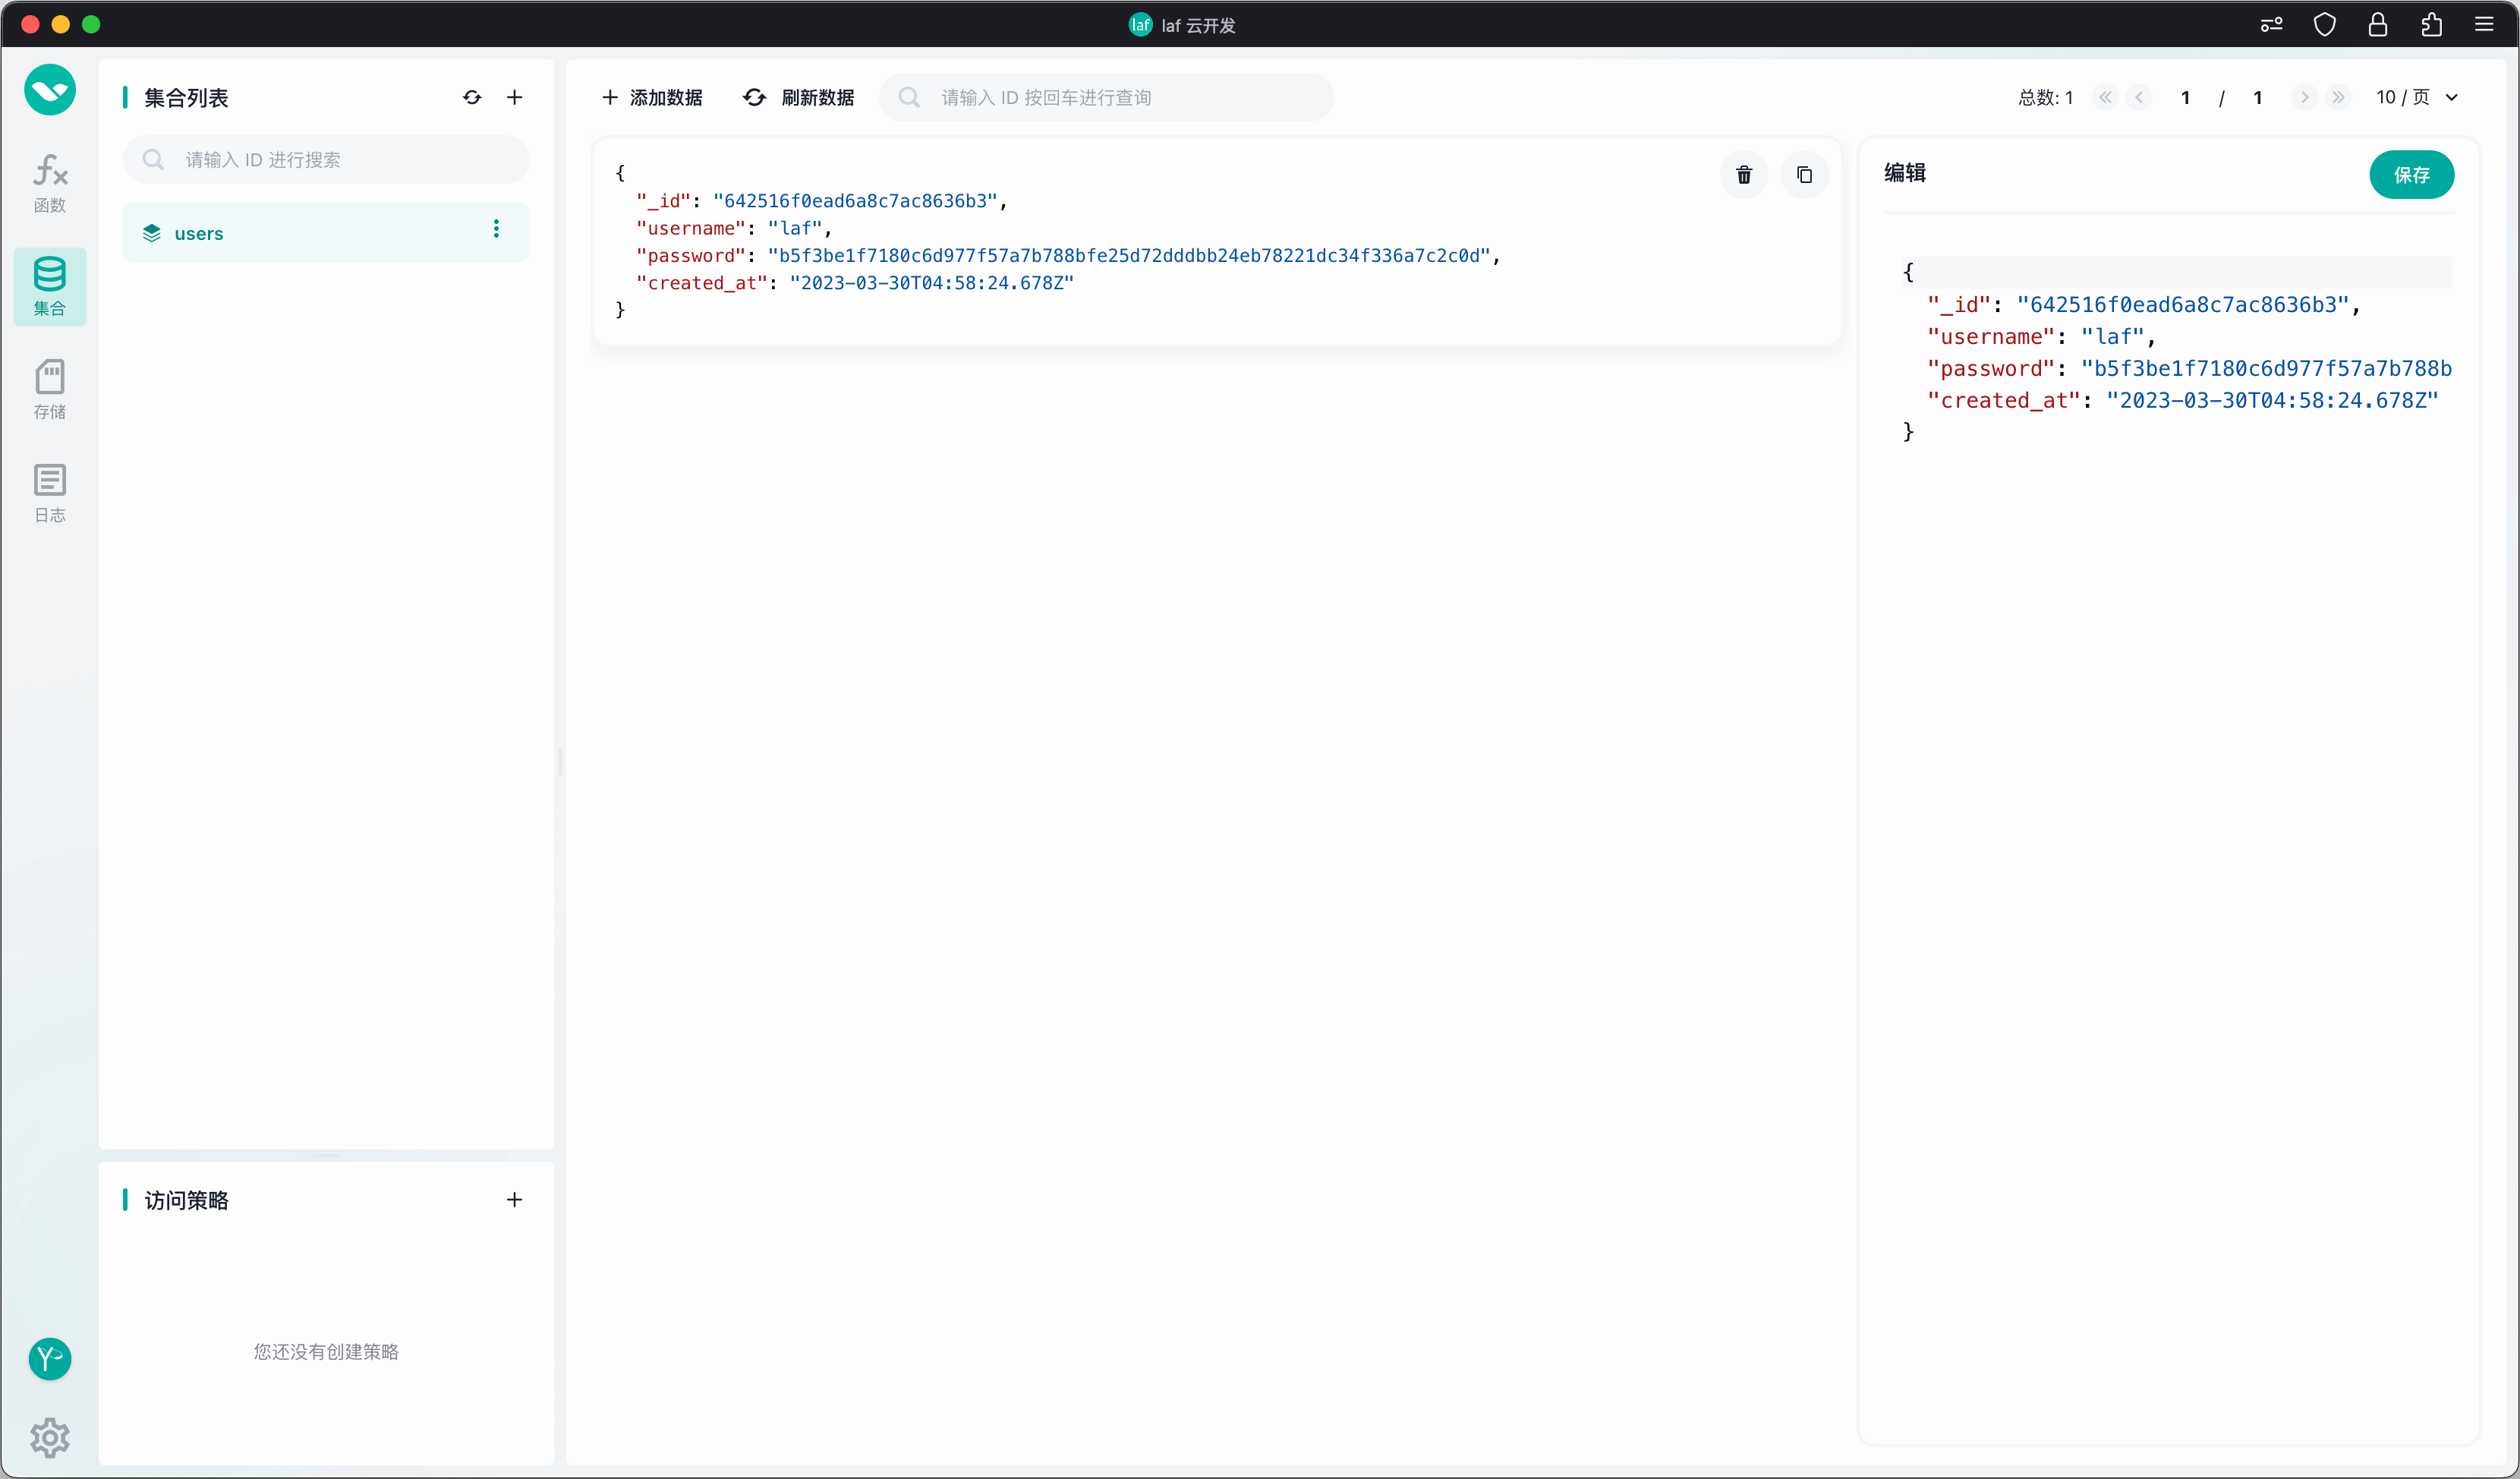 laf laf 云开发
函数
集合
存储
日志
集合列表
请输入 ID 进行搜索
users
访问策略
您还没有创建策略
添加数据 刷新数据 请输入 ID 按回车进行查询 总数: 1 1 / 1 10 / 页
{
"_id": "642516f0ead6a8c7ac8636b3",
"username": "laf",
"password": "b5f3be1f7180c6d977f57a7b788bfe25d72dddbb24eb78221dc34f336a7c2c0d",
"created_at": "2023-03-30T04:58:24.678Z"
}
编辑 保存
{
"_id": "642516f0ead6a8c7ac8636b3",
"username": "laf",
"password": "b5f3be1f7180c6d977f57a7b788b
"created_at": "2023-03-30T04:58:24.678Z"
}